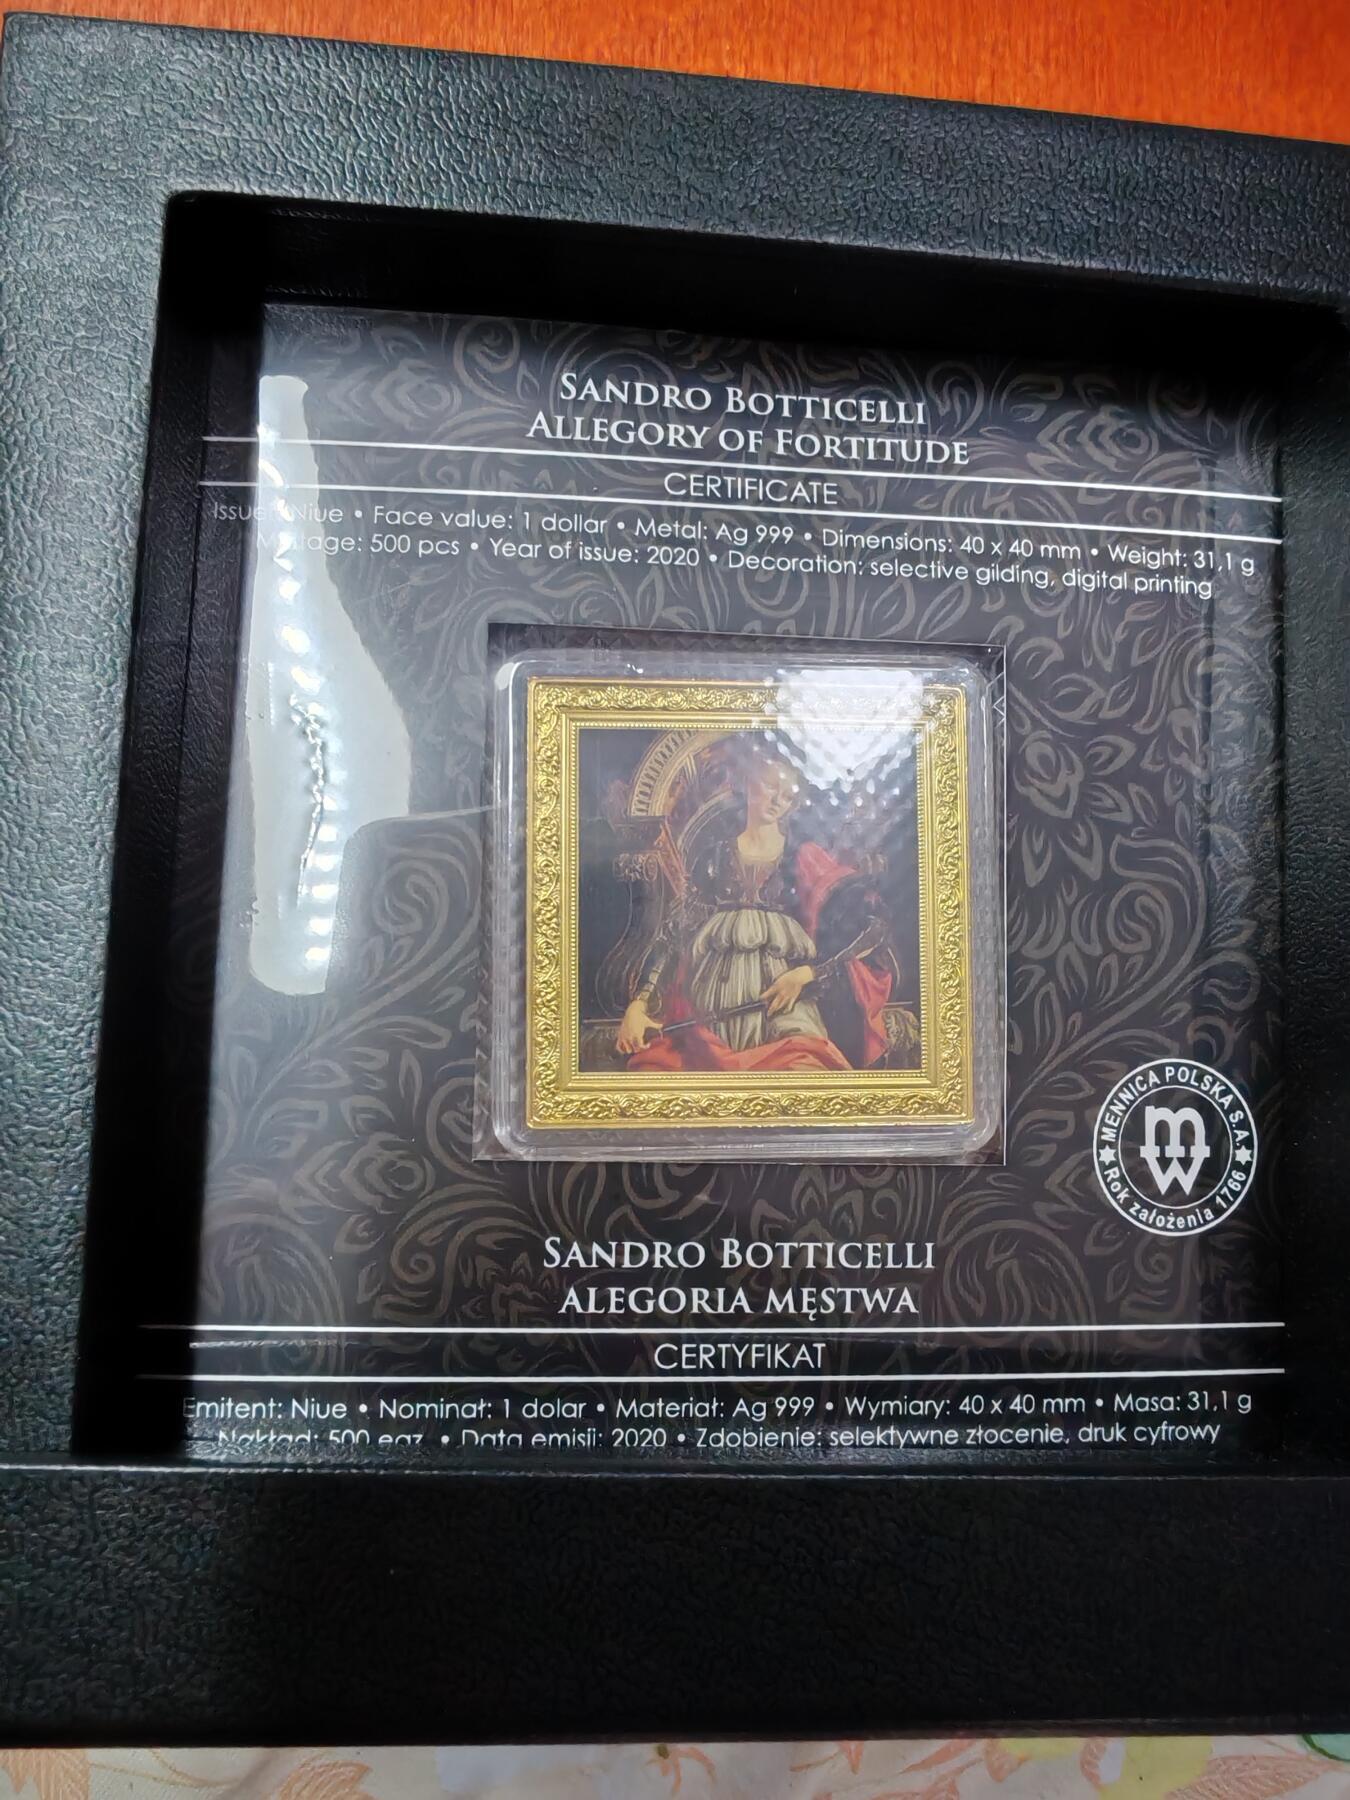 SANDRO BOTTICELLI
ALLEGORY OF FORTITUDE
CERTIFICATE
Niue • Face value: 1 dollar • Metal: Ag 999 • Dimensions: 40 x 40 mm • Weight: 31,1 g
500 pcs • Year of issue: 2020 • Decoration: selective gilding, digital printing
MENNICA POLSKA S.A.
mw
Rok założenia 1766
SANDRO BOTTICELLI
ALEGORIA MĘSTWA
CERTYFIKAT
Emitent: Niue • Nominał: 1 dolar • Materiał: Ag 999 • Wymiary: 40 x 40 mm • Masa: 31,1 g
Nakład: 500 egz. • Data emisji: 2020 • Zdobienie: selektywne złocenie, druk cyfrowy